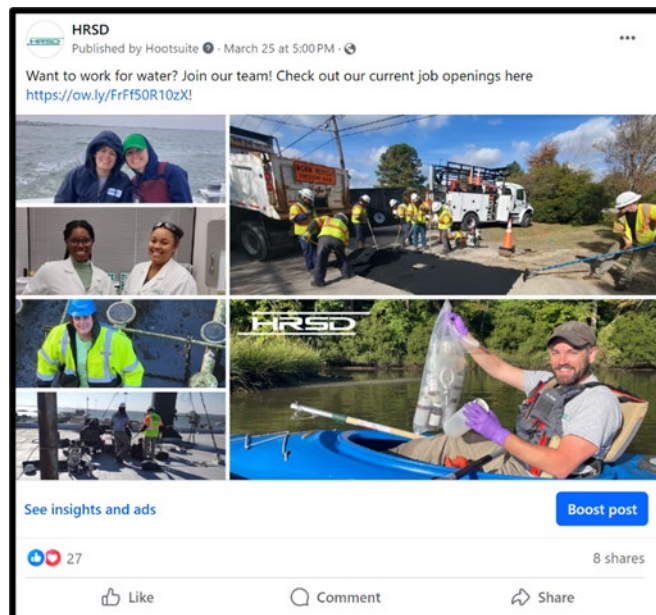 HRSD
Published by Hootsuite · March 25 at 5:00 PM ·
Want to work for water? Join our team! Check out our current job openings here
https://ow.ly/FrFf50R10zX!
HRSD
See insights and ads
Boost post
27
8 shares
Like
Comment
Share